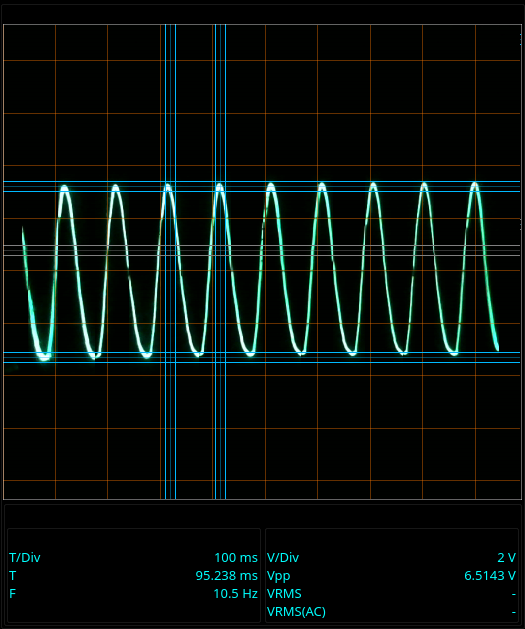 T/Div 100 ms
T 95.238 ms
F 10.5 Hz
V/Div 2 V
Vpp 6.5143 V
VRMS -
VRMS(AC) -